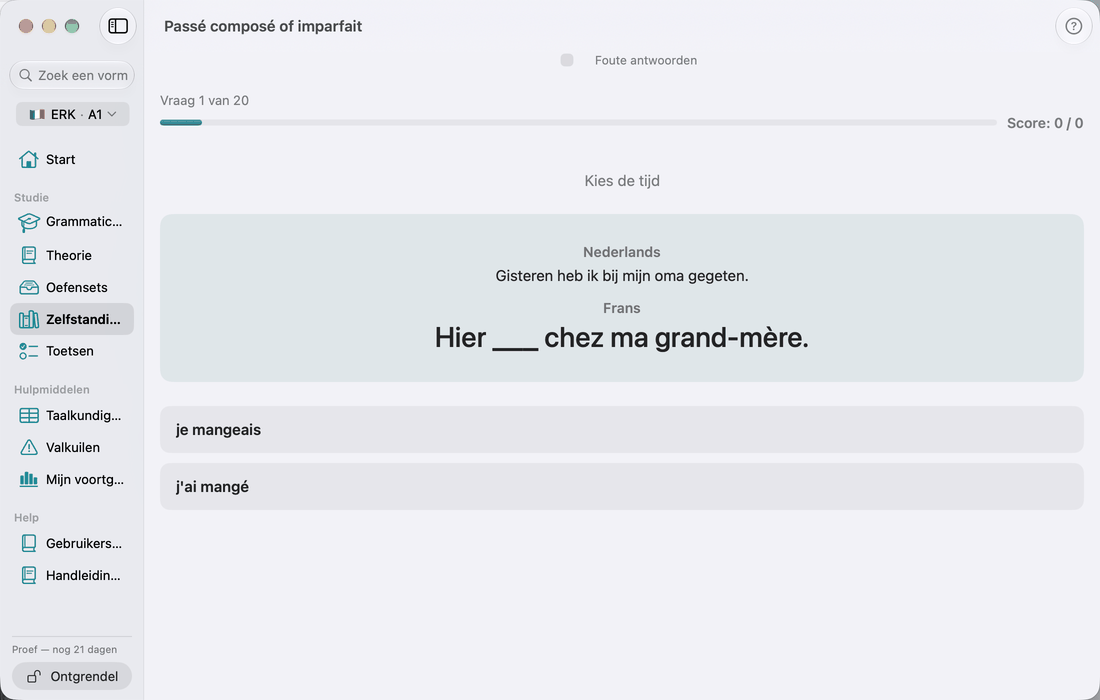 Passé composé of imparfait
?
Zoek een vorm
ERK · A1
Start
Studie
Grammatic...
Theorie
Oefensets
Zelfstandi...
Toetsen
Hulpmiddelen
Taalkundig...
Valkuilen
Mijn voortg...
Help
Gebruikers...
Handleidin...
Proef — nog 21 dagen
Ontgrendel
Foute antwoorden
Vraag 1 van 20
Score: 0 / 0
Kies de tijd
Nederlands
Gisteren heb ik bij mijn oma gegeten.
Frans
Hier ___ chez ma grand-mère.
je mangeais
j'ai mangé